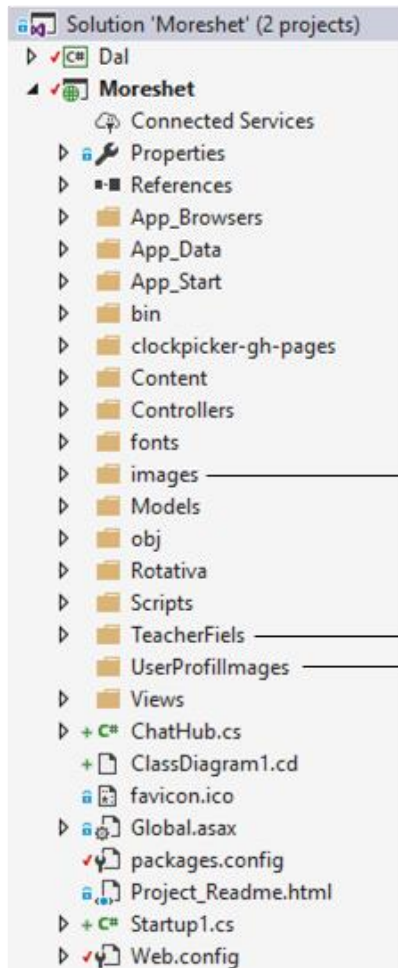 Solution 'Moreshet' (2 projects)
C# Dal
Moreshet
Connected Services
Properties
References
App_Browsers
App_Data
App_Start
bin
clockpicker-gh-pages
Content
Controllers
fonts
images
Models
obj
Rotativa
Scripts
TeacherFiels
UserProfilImages
Views
C# ChatHub.cs
ClassDiagram1.cd
favicon.ico
Global.asax
packages.config
Project_Readme.html
C# Startup1.cs
Web.config